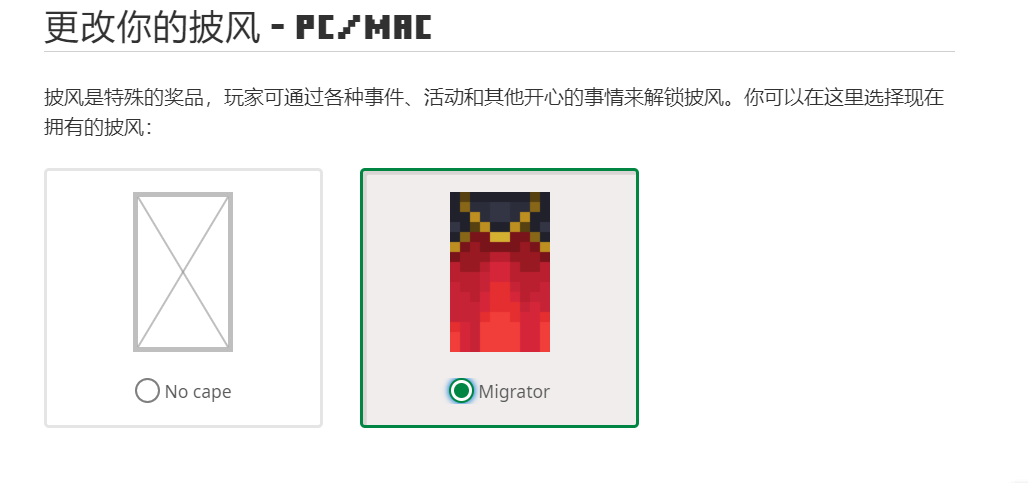 更改你的披风 - PC/MAC
披风是特殊的奖品，玩家可通过各种事件、活动和其他开心的事情来解锁披风。你可以在这里选择现在
拥有的披风：
No cape
Migrator